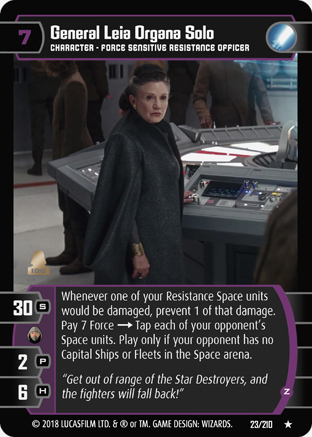 7
General Leia Organa Solo
CHARACTER - FORCE SENSITIVE RESISTANCE OFFICER
30 S
2 P
6 H
Whenever one of your Resistance Space units
would be damaged, prevent 1 of that damage.
Pay 7 Force → Tap each of your opponent's
Space units. Play only if your opponent has no
Capital Ships or Fleets in the Space arena.
"Get out of range of the Star Destroyers, and
the fighters will fall back!"
Z
© 2018 LUCASFILM LTD. & ® or TM. GAME DESIGN: WIZARDS.
23/210